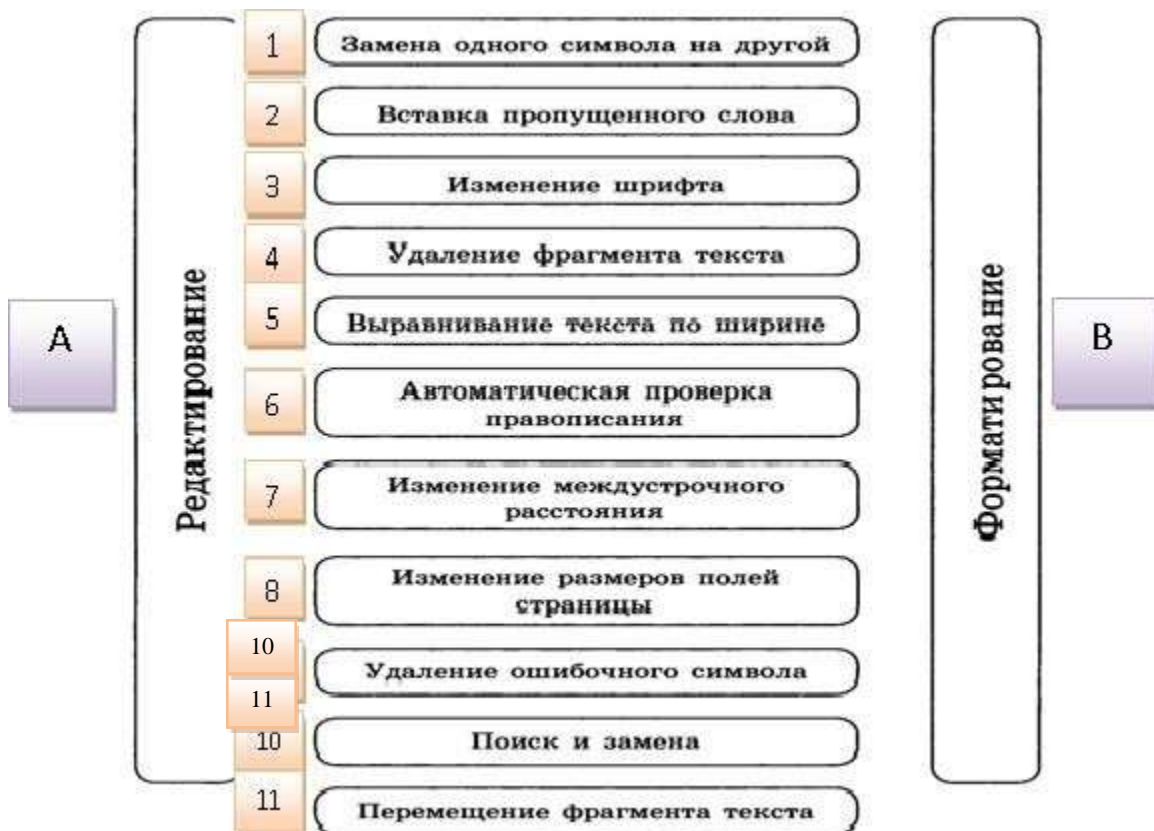 1 Замена одного символа на другой
2 Вставка пропущенного слова
3 Изменение шрифта
4 Удаление фрагмента текста
A
Редактирование
5 Выравнивание текста по ширине
B
Форматирование
6 Автоматическая проверка
правописания
7 Изменение междустрочного
расстояния
8 Изменение размеров полей
страницы
10
Удаление ошибочного символа
11
10 Поиск и замена
11 Перемещение фрагмента текста